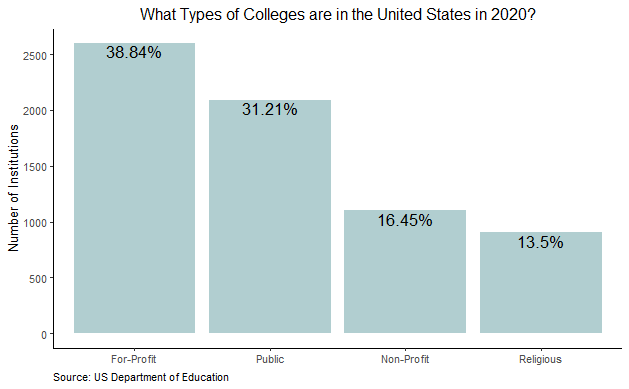 What Types of Colleges are in the United States in 2020?
Number of Institutions
2500
2000
1500
1000
500
0
38.84%
31.21%
16.45%
13.5%
For-Profit
Public
Non-Profit
Religious
Source: US Department of Education